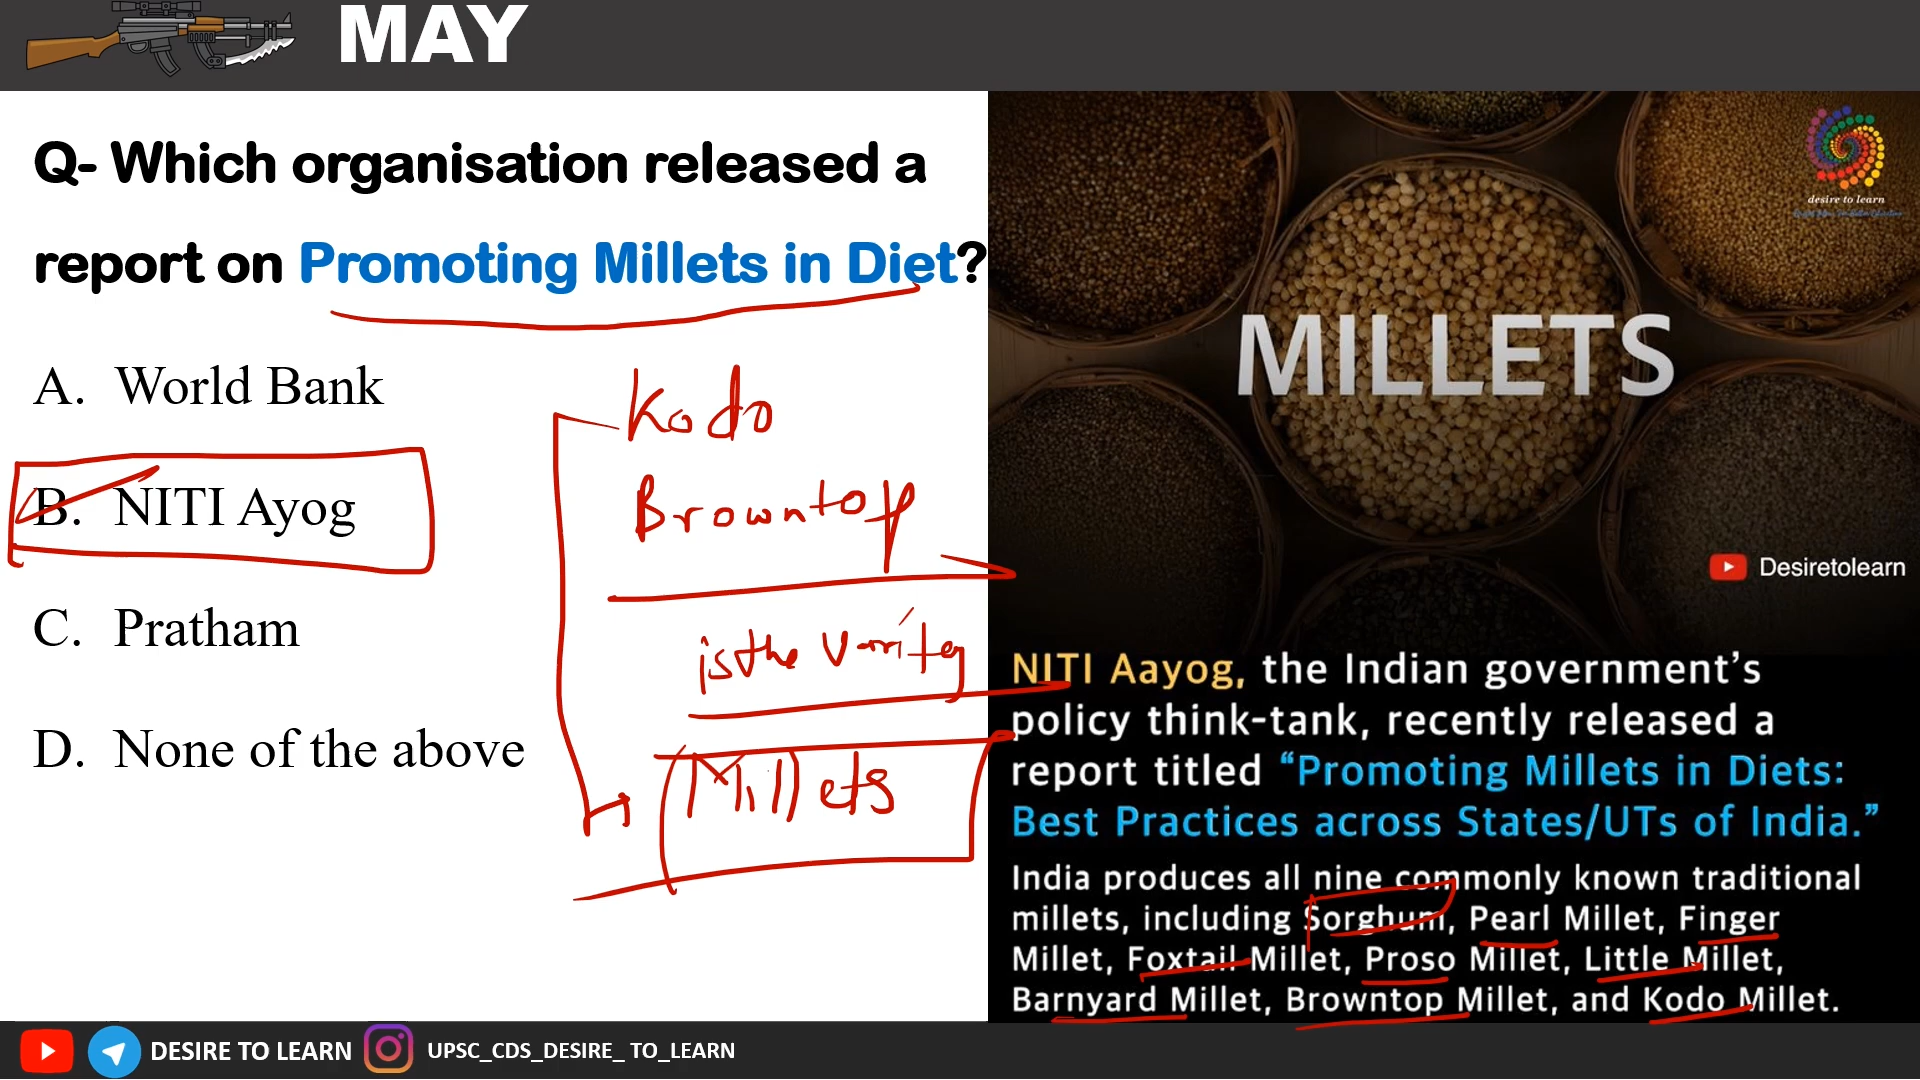 MAY
Q- Which organisation released a
report on Promoting Millets in Diet?
A. World Bank
B. NITI Ayog
C. Pratham
D. None of the above
Kodo
Browntop
is the
Millets
desire to learn
MILLETS
Desiretolearn
NITI Aayog, the Indian government’s
policy think-tank, recently released a
report titled “Promoting Millets in Diets:
Best Practices across States/UTs of India.”
India produces all nine commonly known traditional
millets, including Sorghum, Pearl Millet, Finger
Millet, Foxtail Millet, Proso Millet, Little Millet,
Barnyard Millet, Browntop Millet, and Kodo Millet.
DESIRE TO LEARN
UPSC_CDS_DESIRE_ TO_LEARN